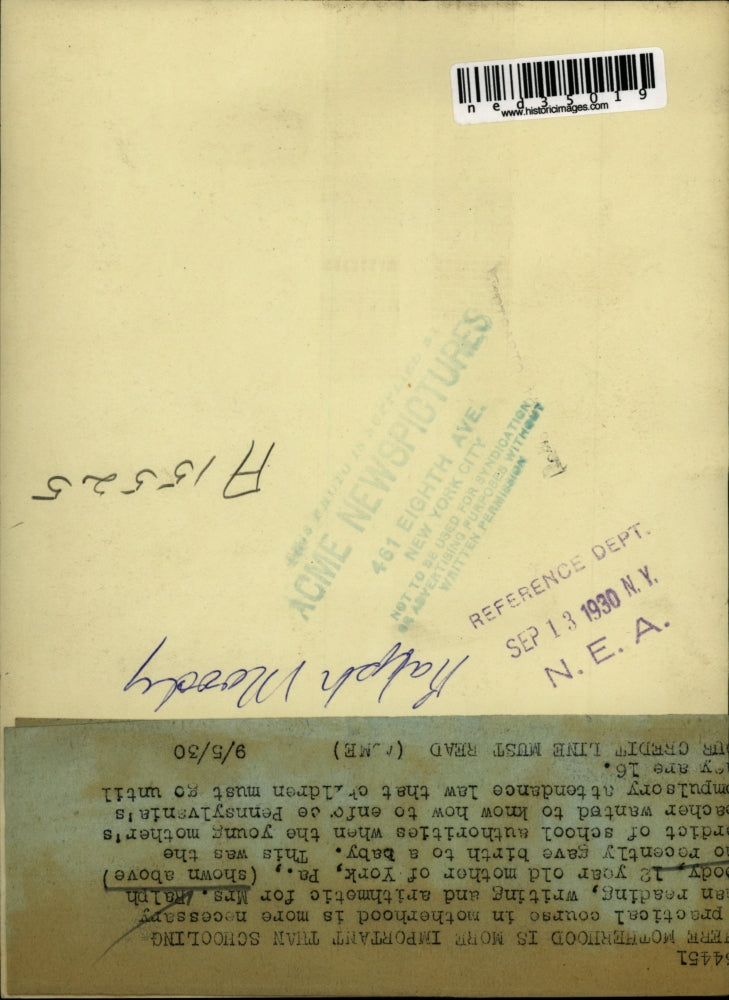 ned35019
www.historicimages.com
ACME NEWSPICTURES
461 EIGHTH AVE.
NEW YORK CITY
NOT TO BE USED FOR SYNDICATION
OR ADVERTISING PURPOSES WITHOUT
WRITTEN PERMISSION
A15525
REFERENCE DEPT.
SEP 13 1930 N.Y.
N. E. A.
Ralph Moody
54451
MOTHERHOOD IS MORE IMPORTANT THAN SCHOOLING
practical course in motherhood is more necessary
reading, writing and arithmetic for Mrs. Ralph
12 year old mother of York, Pa., (shown above)
recently gave birth to a baby. This was the
of school authorities when the young mother's
wanted to know how to enforce Pennsylvania's
attendance law that children must go until
are 16.
CREDIT LINE MUST READ (ACME) 9/5/30